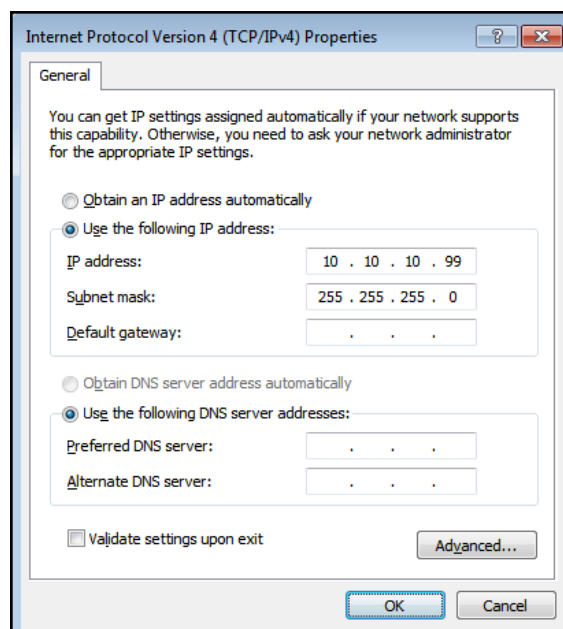 Internet Protocol Version 4 (TCP/IPv4) Properties
General
You can get IP settings assigned automatically if your network supports
this capability. Otherwise, you need to ask your network administrator
for the appropriate IP settings.
Obtain an IP address automatically
Use the following IP address:
IP address: 10 . 10 . 10 . 99
Subnet mask: 255 . 255 . 255 . 0
Default gateway: . . .
Obtain DNS server address automatically
Use the following DNS server addresses:
Preferred DNS server: . . .
Alternate DNS server: . . .
Validate settings upon exit
Advanced...
OK Cancel